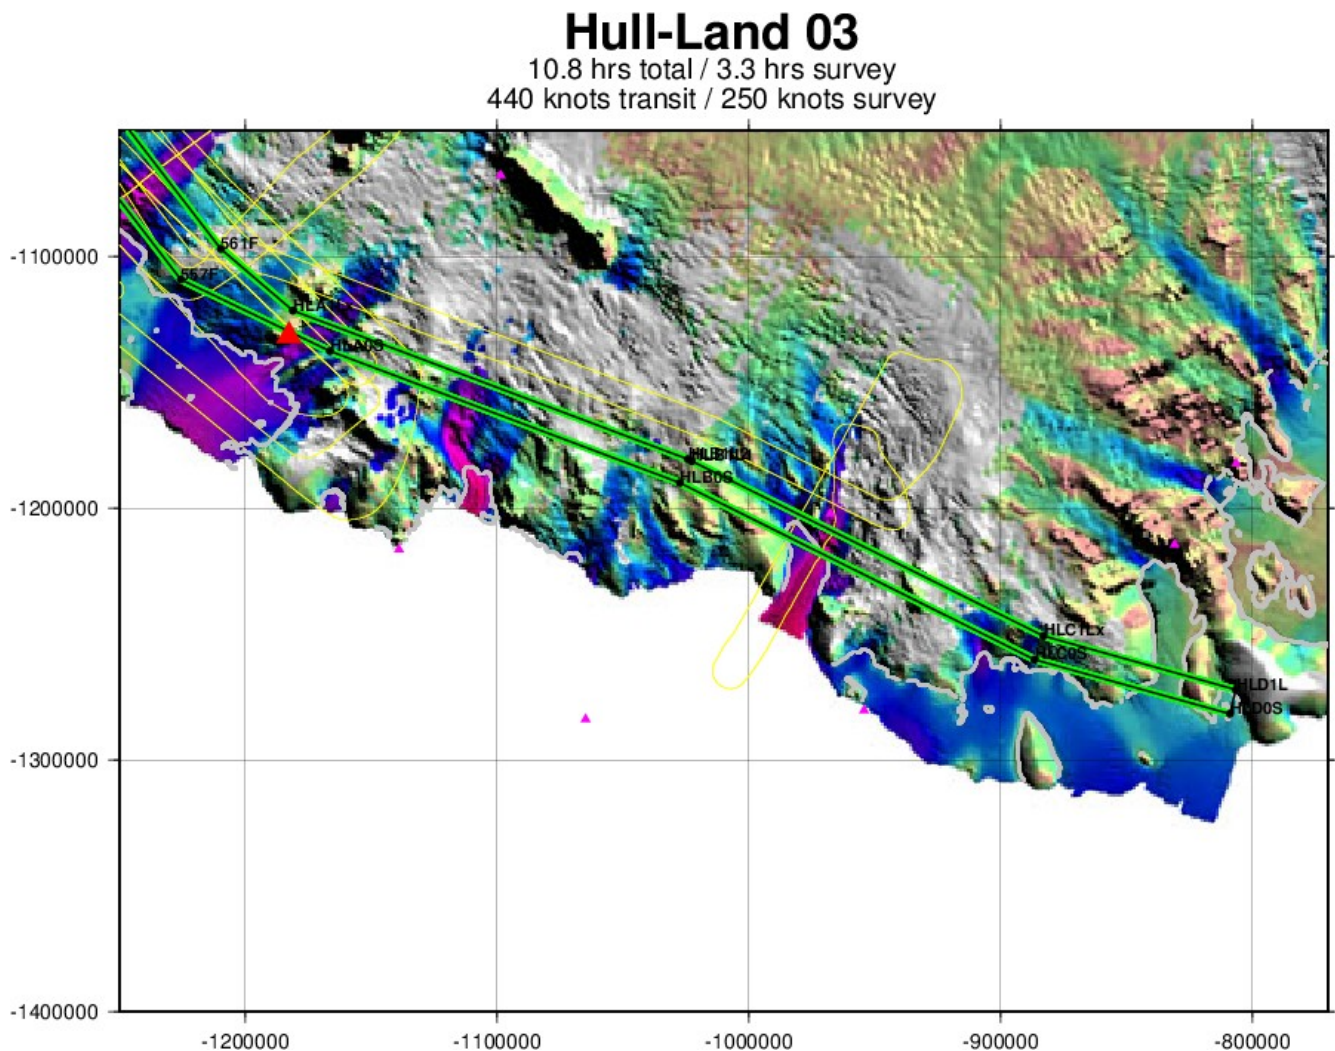 Hull-Land 03
10.8 hrs total / 3.3 hrs survey
440 knots transit / 250 knots survey
561F
-1100000
557F
HLA0S
HLB0S
-1200000
HLC1Lx
HLC0S
HLD1L
HLD0S
-1300000
-1400000
-1200000
-1100000
-1000000
-900000
-800000